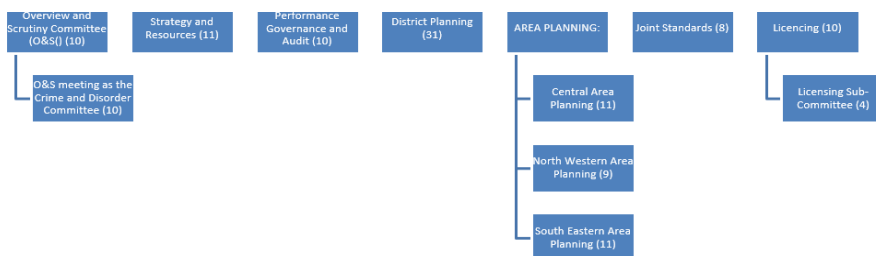 Overview and
Scrutiny Committee
(O&S() (10)
Strategy and
Resources (11)
Performance
Governance and
Audit (10)
District Planning
(31)
AREA PLANNING:
Joint Standards (8)
Licencing (10)
O&S meeting as the
Crime and Disorder
Committee (10)
Central Area
Planning (11)
Licensing Sub-
Committee (4)
North Western Area
Planning (9)
South Eastern Area
Planning (11)